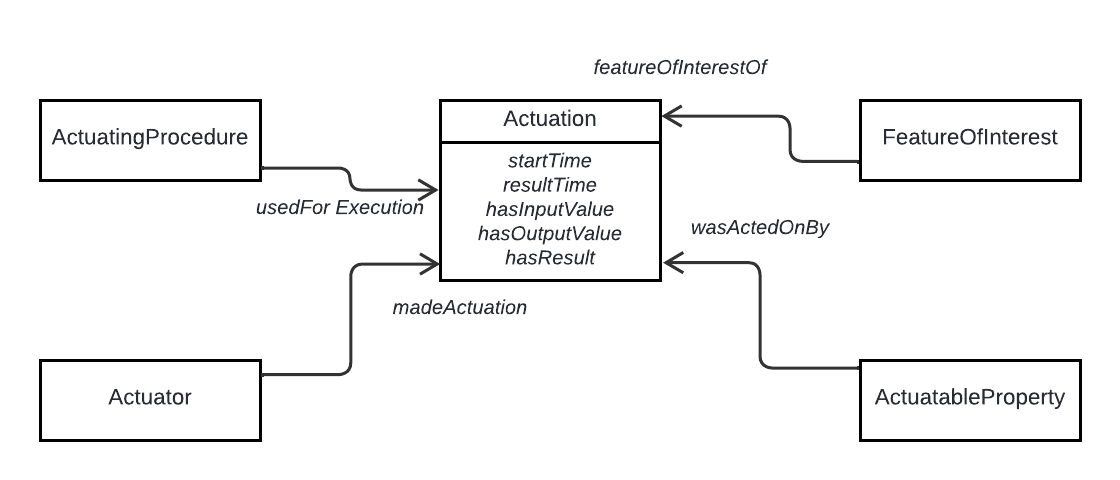 featureOfInterestOf
ActuatingProcedure
Actuation
FeatureOfInterest
startTime
resultTime
hasInputValue
hasOutputValue
hasResult
usedFor Execution
wasActedOnBy
madeActuation
Actuator
ActuatableProperty